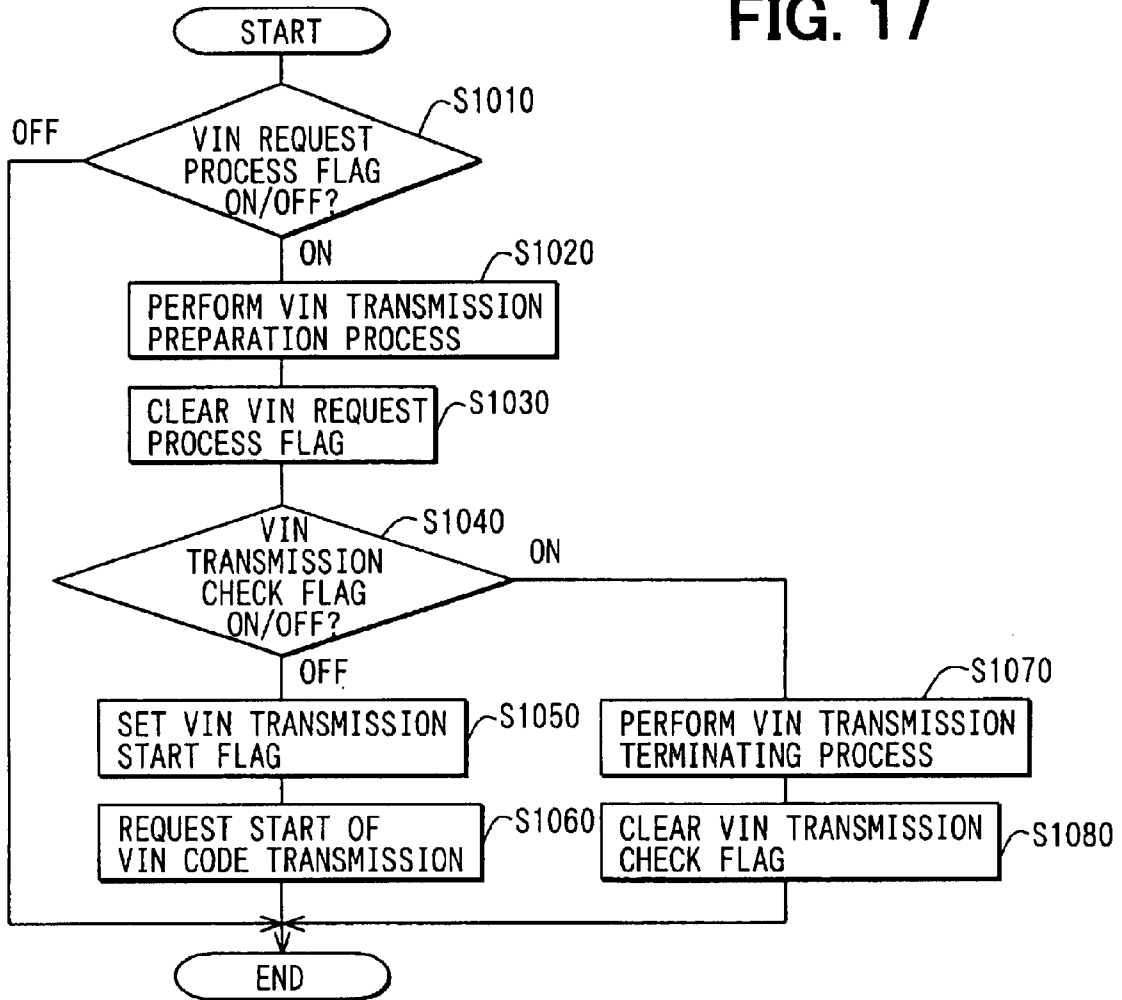 FIG. 17
START
S1010
OFF
VIN REQUEST
PROCESS FLAG
ON/OFF?
ON
S1020
PERFORM VIN TRANSMISSION
PREPARATION PROCESS
CLEAR VIN REQUEST
PROCESS FLAG
S1030
VIN
TRANSMISSION
CHECK FLAG
ON/OFF?
S1040
ON
OFF
SET VIN TRANSMISSION
START FLAG
S1050
S1070
PERFORM VIN TRANSMISSION
TERMINATING PROCESS
REQUEST START OF
VIN CODE TRANSMISSION
S1060
CLEAR VIN TRANSMISSION
CHECK FLAG
S1080
END